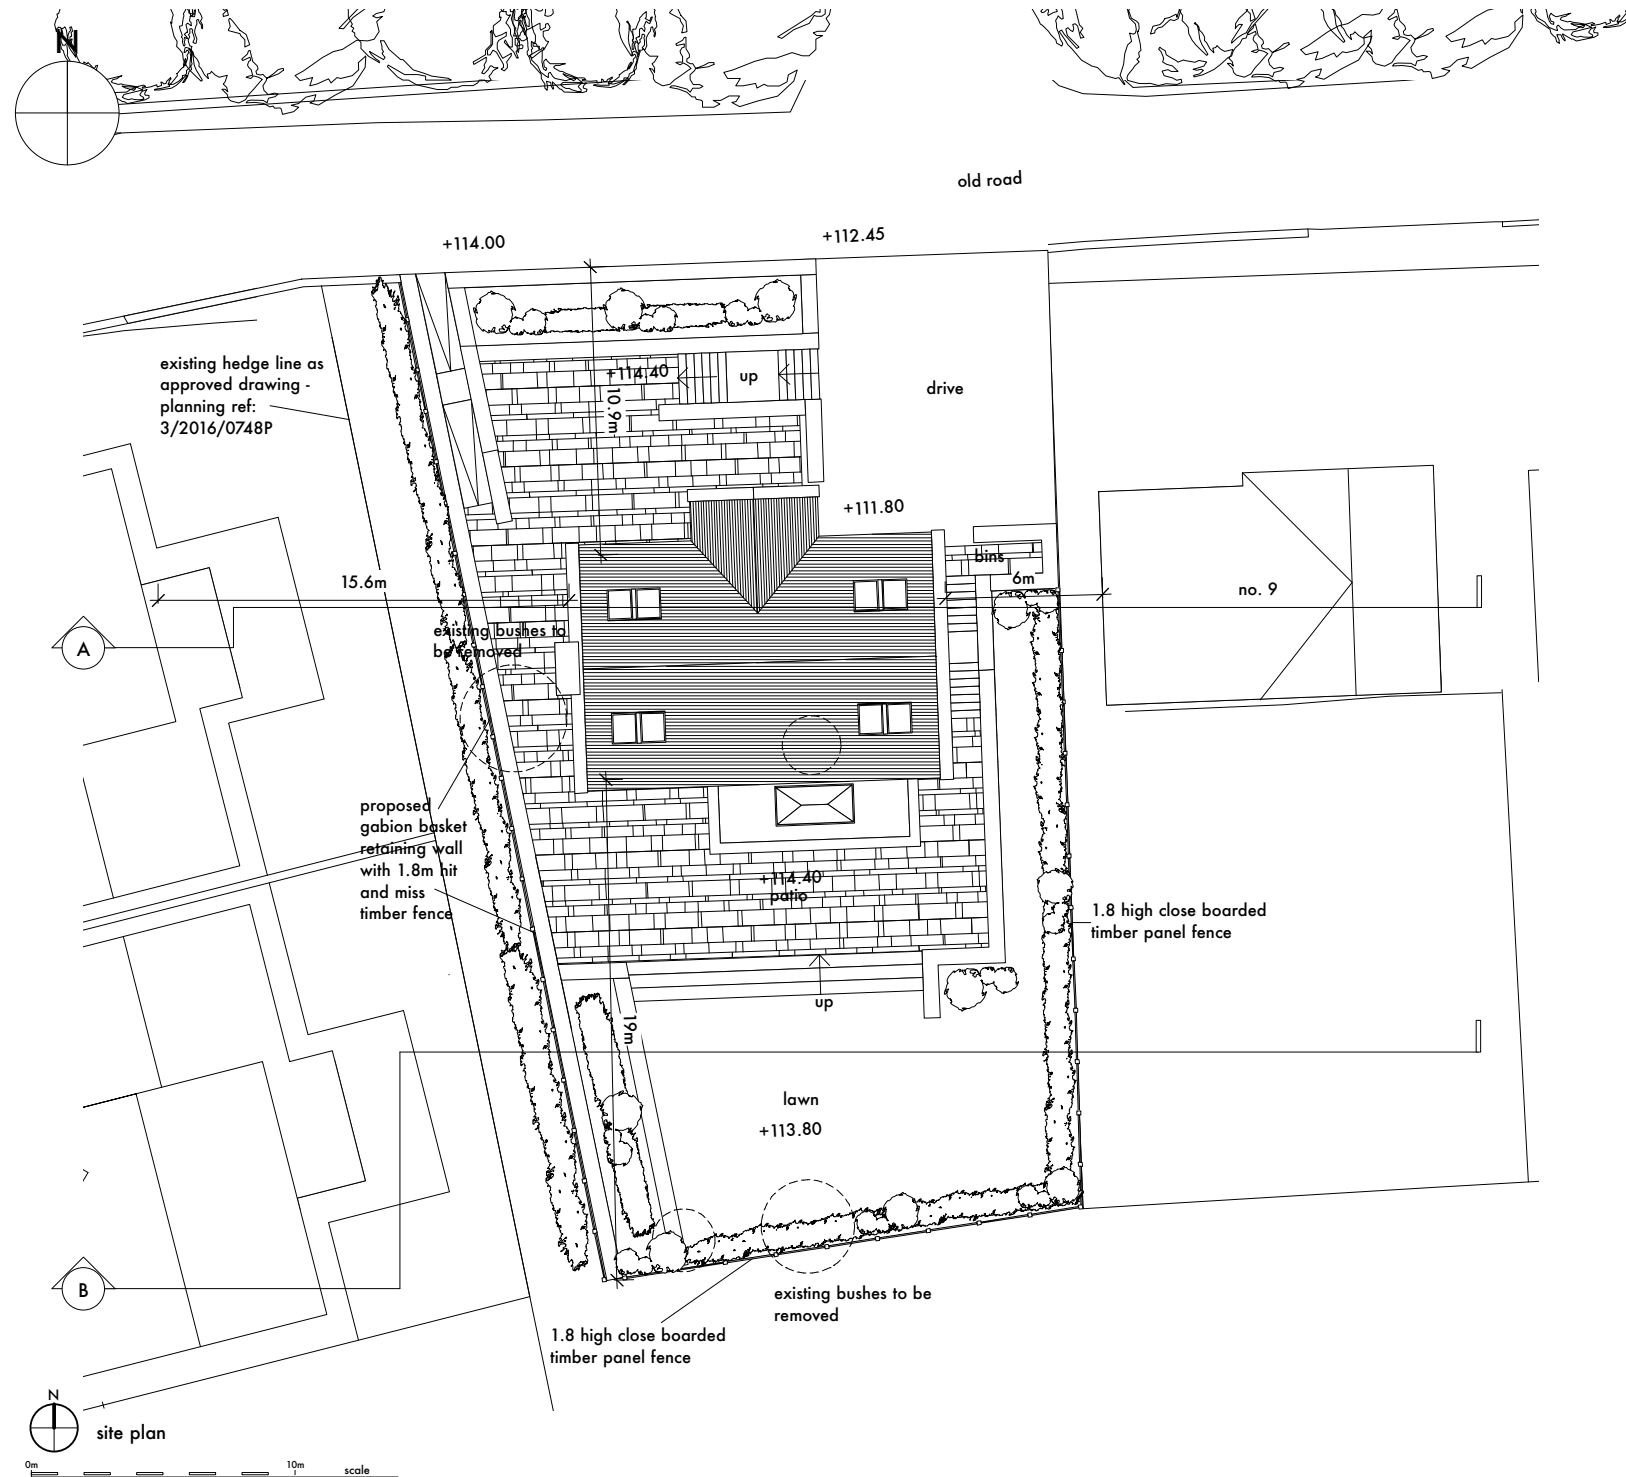 N
old road
+114.00
+112.45
existing hedge line as
approved drawing -
planning ref:
3/2016/0748P
+114.40
up
10.9m
drive
+111.80
bins
6m
15.6m
no. 9
A
existing bushes to
be removed
proposed
gabion basket
retaining wall
with 1.8m hit
and miss
timber fence
+114.40
patio
1.8 high close boarded
timber panel fence
up
19m
lawn
+113.80
B
existing bushes to be
removed
1.8 high close boarded
timber panel fence
N
site plan
0m
10m
scale